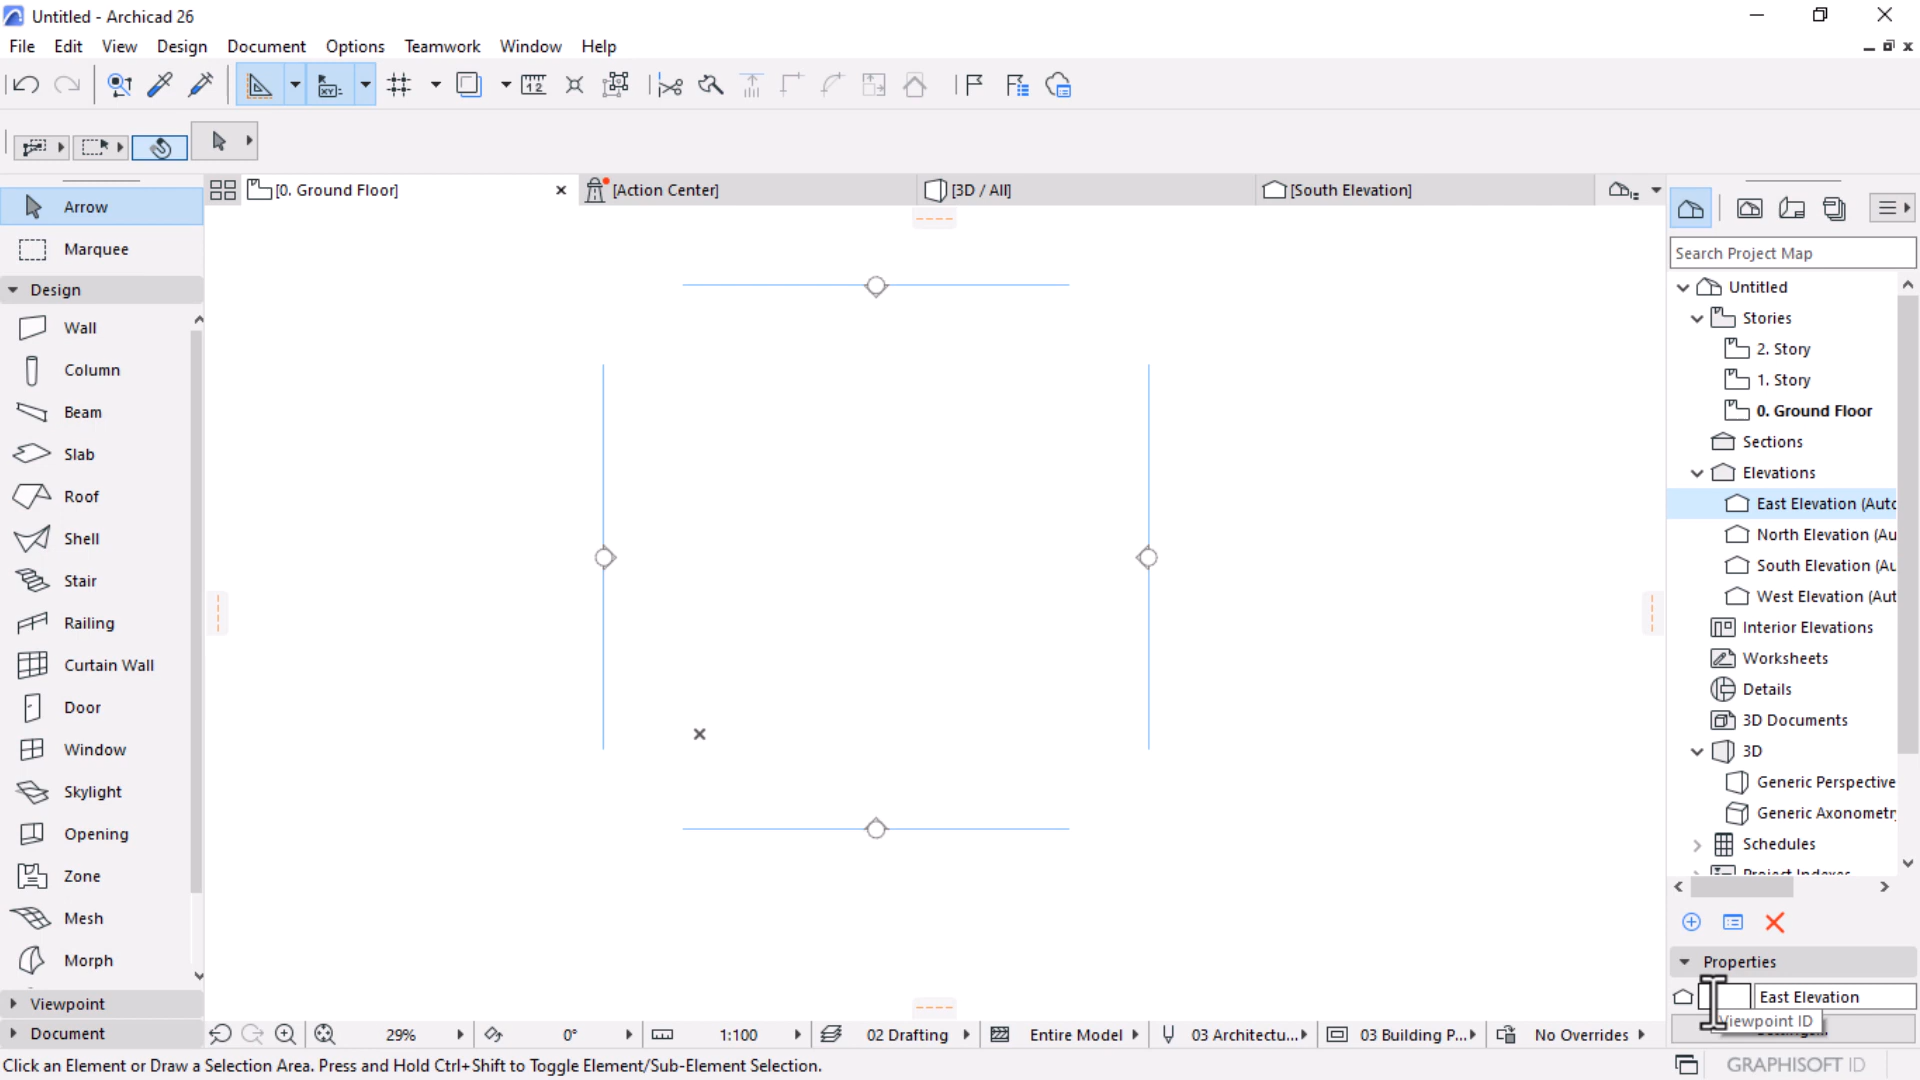 Untitled - Archicad 26
File Edit View Design Document Options Teamwork Window Help
[0. Ground Floor] [Action Center] [3D / All] [South Elevation]
Arrow
Marquee
Design
Wall
Column
Beam
Slab
Roof
Shell
Stair
Railing
Curtain Wall
Door
Window
Skylight
Opening
Zone
Mesh
Morph
Viewpoint
Document
Search Project Map
Untitled
Stories
2. Story
1. Story
0. Ground Floor
Sections
Elevations
East Elevation (Auto
North Elevation (Au
South Elevation (Au
West Elevation (Aut
Interior Elevations
Worksheets
Details
3D Documents
3D
Generic Perspective
Generic Axonometr
Schedules
Project Indexes
Properties
East Elevation
Viewpoint ID
29% 0° 1:100 02 Drafting Entire Model 03 Architectu... 03 Building P... No Overrides
Click an Element or Draw a Selection Area. Press and Hold Ctrl+Shift to Toggle Element/Sub-Element Selection.
GRAPHISOFT ID